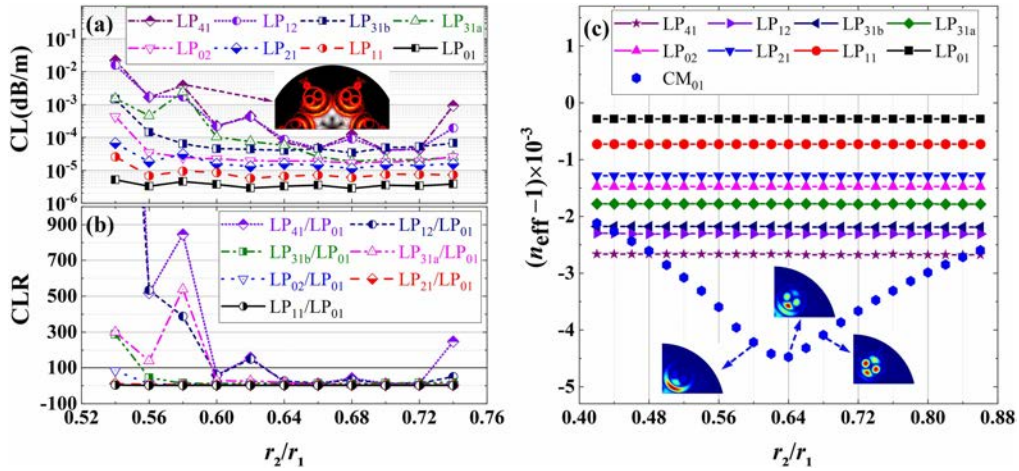 (a)
LP41 LP12 LP31b LP31a
LP02 LP21 LP11 LP01
CL(dB/m)
10⁻¹
10⁻²
10⁻³
10⁻⁴
10⁻⁵
10⁻⁶
(b)
LP41/LP01 LP12/LP01
LP31b/LP01 LP31a/LP01
LP02/LP01 LP21/LP01
LP11/LP01
CLR
900
700
500
300
100
-100
0.52 0.56 0.60 0.64 0.68 0.72 0.76
r2/r1
(c)
LP41 LP12 LP31b LP31a
LP02 LP21 LP11 LP01
CM01
(neff−1)×10⁻³
1
0
-1
-2
-3
-4
-5
0.40 0.48 0.56 0.64 0.72 0.80 0.88
r2/r1